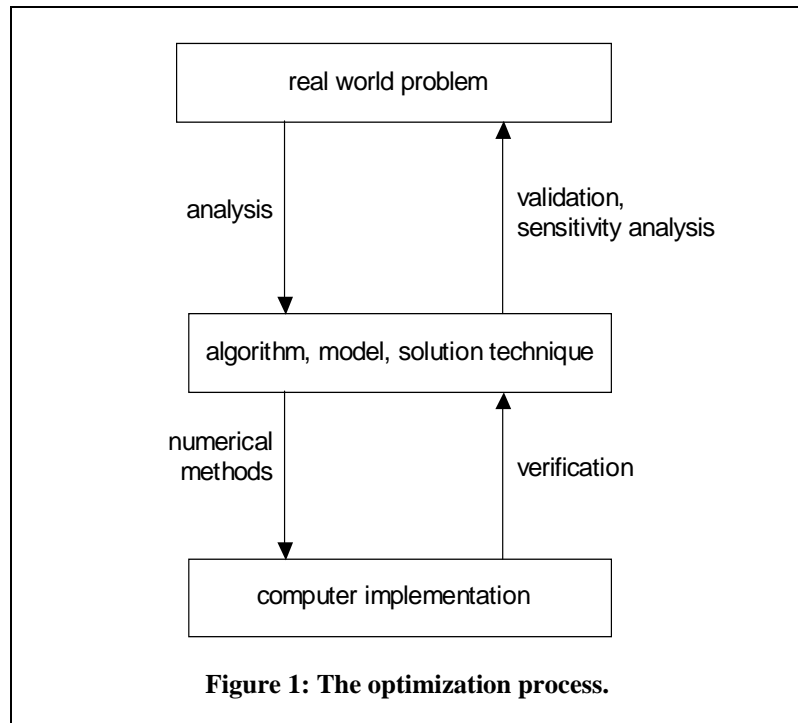 real world problem
analysis
validation,
sensitivity analysis
algorithm, model, solution technique
numerical
methods
verification
computer implementation
Figure 1: The optimization process.